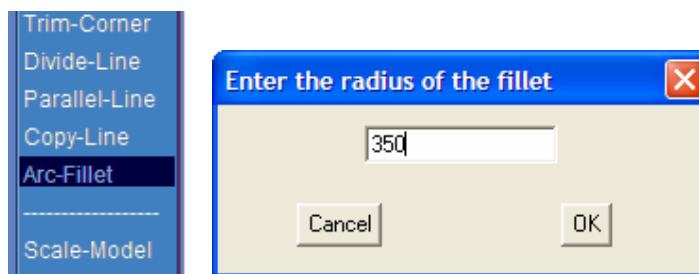 Trim-Corner
Divide-Line
Parallel-Line
Copy-Line
Arc-Fillet
------------------
Scale-Model
Enter the radius of the fillet
350
Cancel
OK